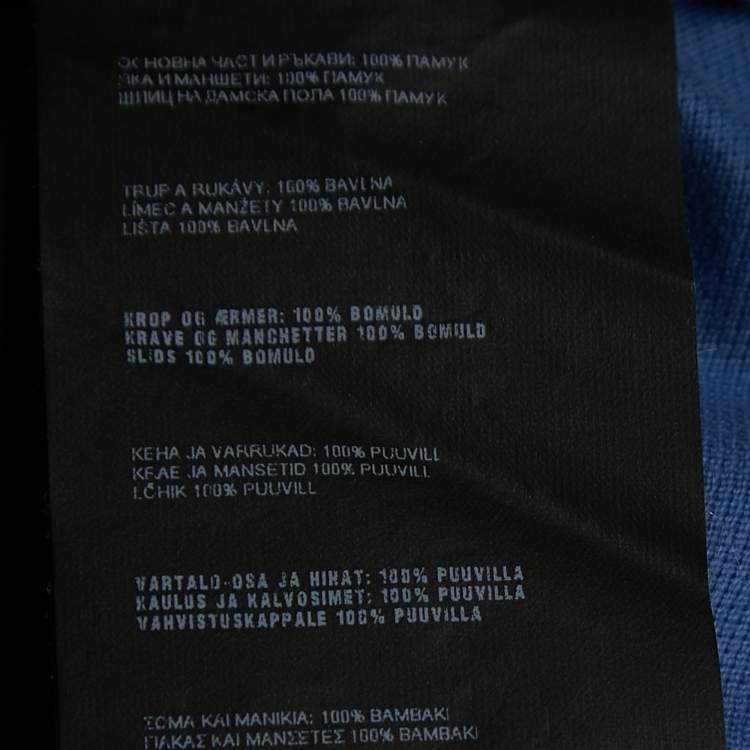 ОСНОВНА ЧАСТ И РЪКАВИ: 100% ПАМУК
ЯКА И МАНШЕТИ: 100% ПАМУК
ШЛИЦ НА ДАМСКА ПОЛА 100% ПАМУК
TRUP A RUKÁVY: 100% BAVLNA
LÍMEC A MANŽETY 100% BAVLNA
LIŠTA 100% BAVLNA
KROP OG ÆRMER: 100% BOMULD
KRAVE OG MANCHETTER 100% BOMULD
SLIDS 100% BOMULD
KEHA JA VARRUKAD: 100% PUUVILL
KRAE JA MANSETID 100% PUUVILL
LÕHIK 100% PUUVILL
VARTALO-OSA JA HIHAT: 100% PUUVILLA
KAULUS JA KALVOSIMET: 100% PUUVILLA
VAHVISTUSKAPPALE 100% PUUVILLA
ΣΩΜΑ ΚΑΙ ΜΑΝΙΚΙΑ: 100% ΒΑΜΒΑΚΙ
ΓΙΑΚΑΣ ΚΑΙ ΜΑΝΣΕΤΕΣ 100% ΒΑΜΒΑΚΙ